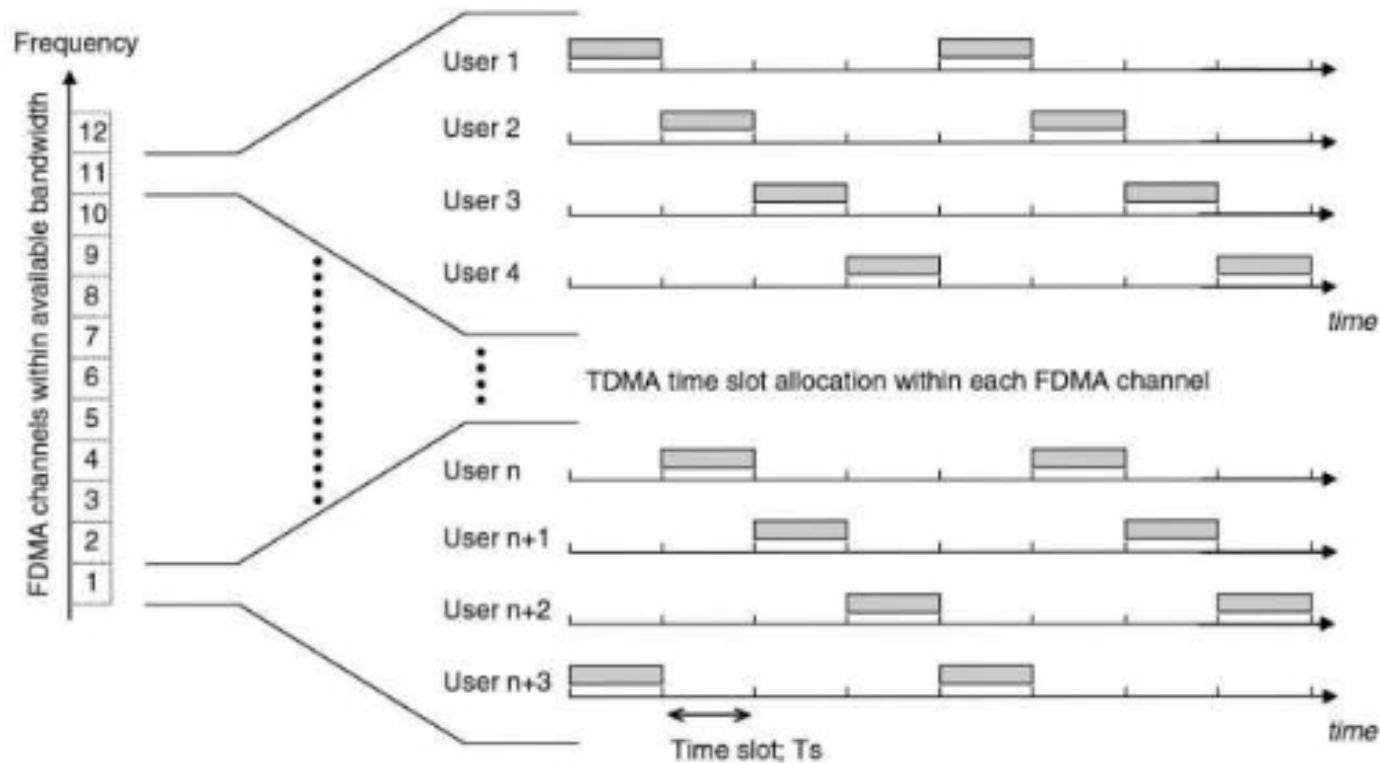 Frequency
FDMA channels within available bandwidth
12
11
10
9
8
7
6
5
4
3
2
1
User 1
User 2
User 3
User 4
time
TDMA time slot allocation within each FDMA channel
User n
User n+1
User n+2
User n+3
time
Time slot; Ts